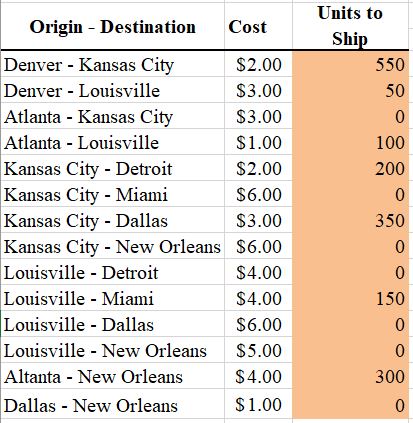 Origin - Destination Cost Units to Ship
Denver - Kansas City $2.00 550
Denver - Louisville $3.00 50
Atlanta - Kansas City $3.00 0
Atlanta - Louisville $1.00 100
Kansas City - Detroit $2.00 200
Kansas City - Miami $6.00 0
Kansas City - Dallas $3.00 350
Kansas City - New Orleans $6.00 0
Louisville - Detroit $4.00 0
Louisville - Miami $4.00 150
Louisville - Dallas $6.00 0
Louisville - New Orleans $5.00 0
Altanta - New Orleans $4.00 300
Dallas - New Orleans $1.00 0